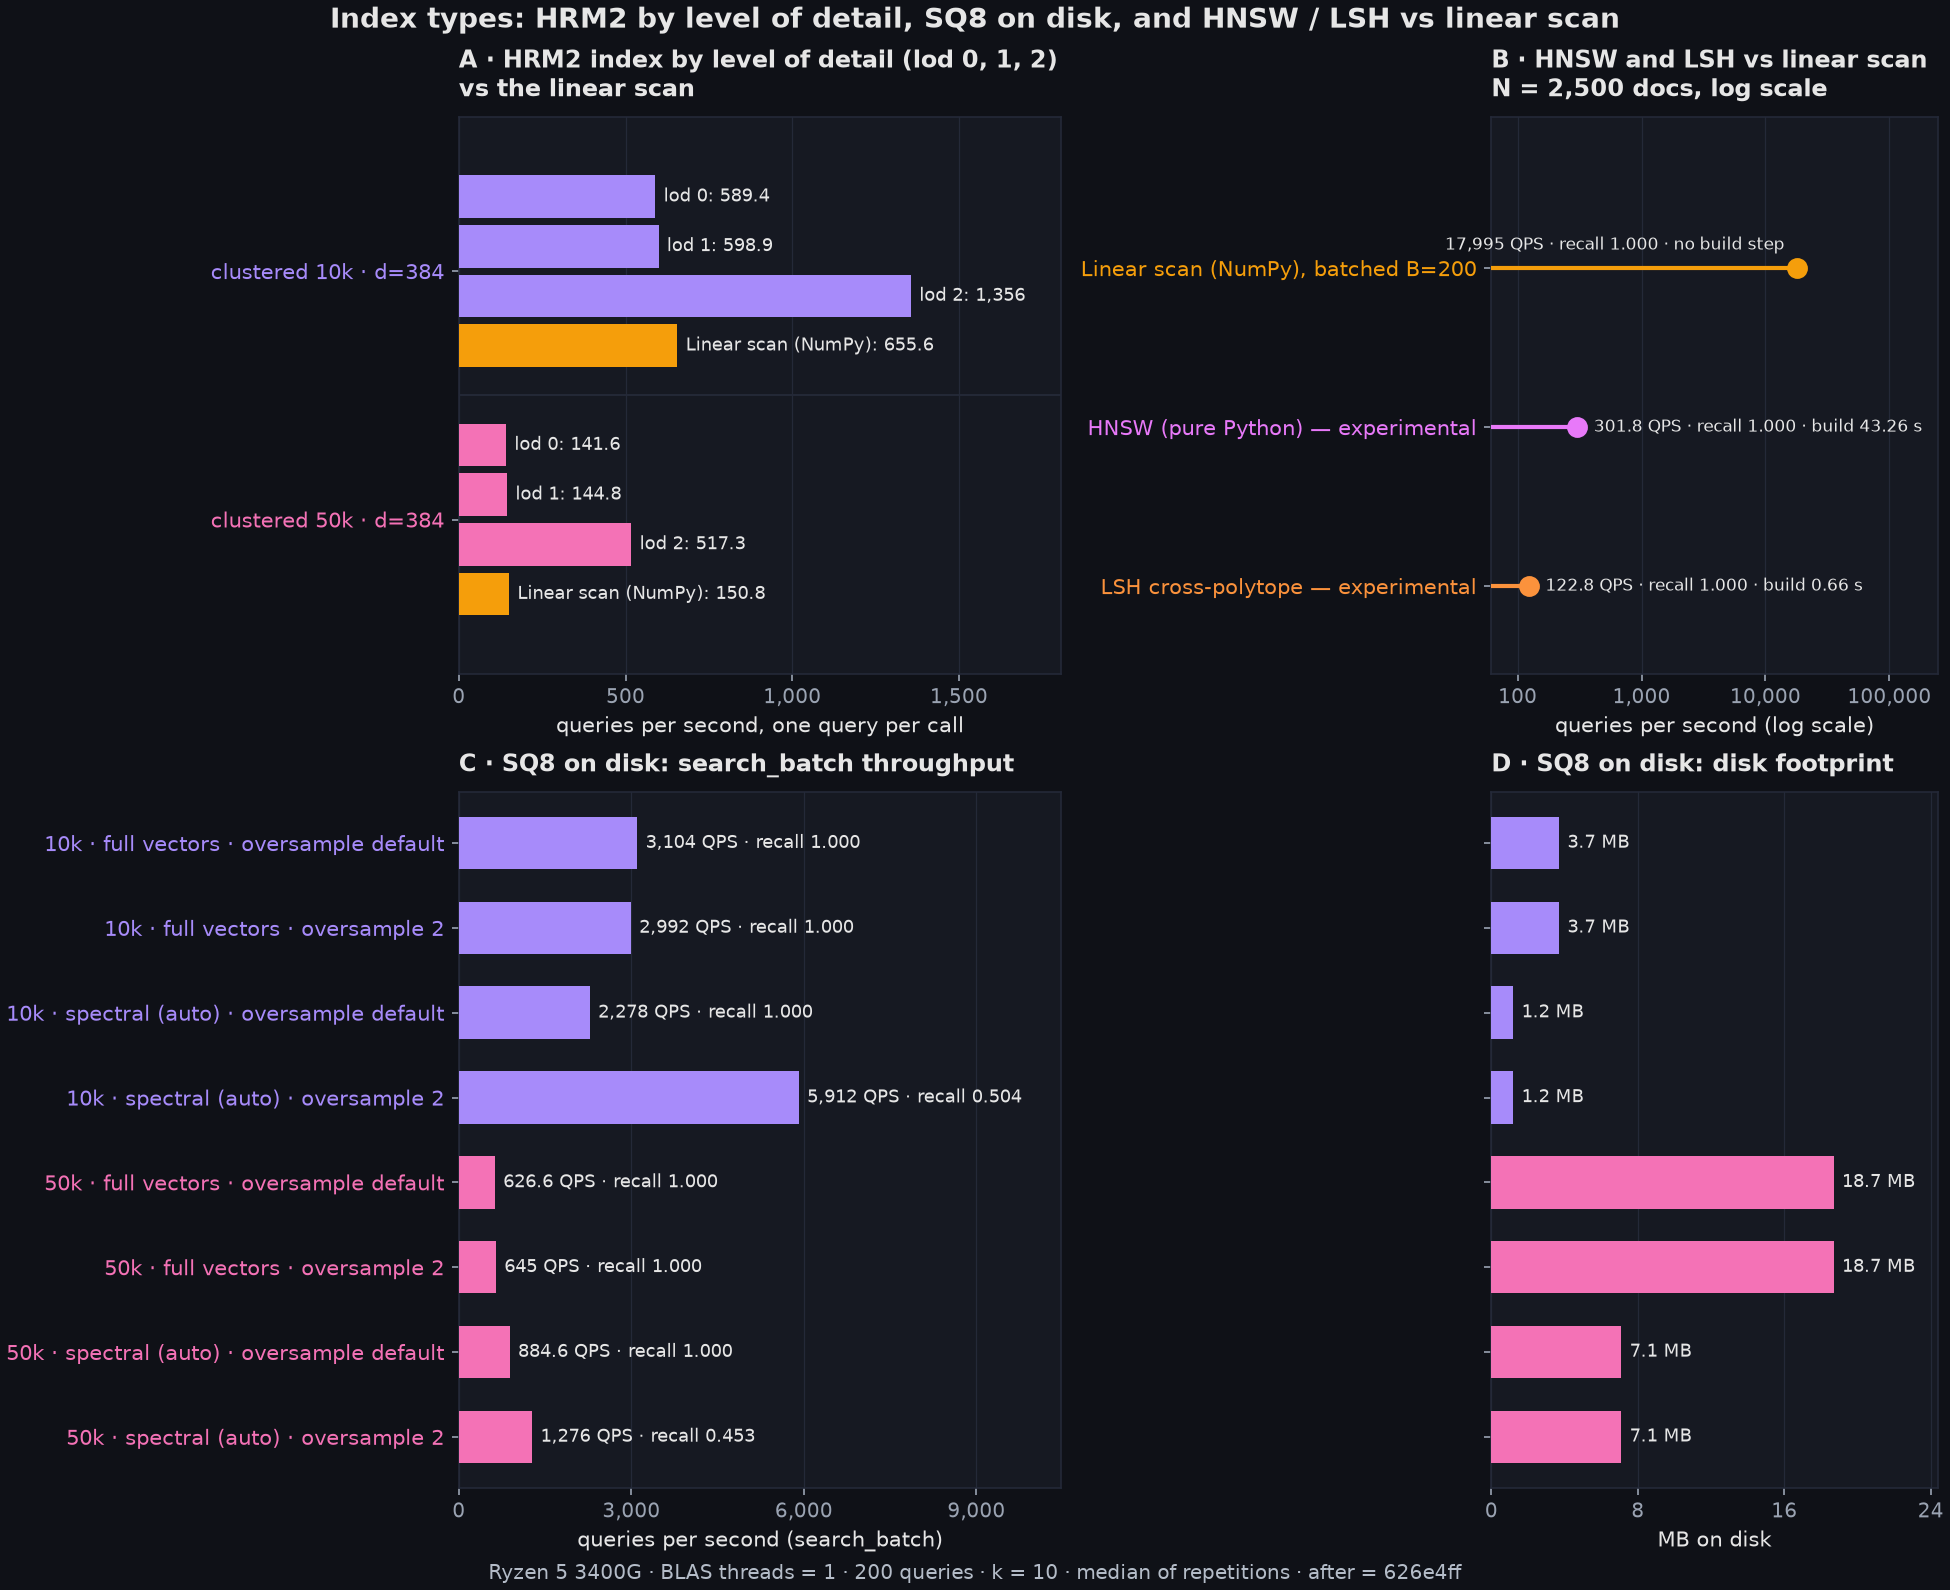 Index types: HRM2 by level of detail, SQ8 on disk, and HNSW / LSH vs linear scan
A · HRM2 index by level of detail (lod 0, 1, 2)
vs the linear scan
clustered 10k · d=384
lod 0: 589.4
lod 1: 598.9
lod 2: 1,356
Linear scan (NumPy): 655.6
clustered 50k · d=384
lod 0: 141.6
lod 1: 144.8
lod 2: 517.3
Linear scan (NumPy): 150.8
0 500 1,000 1,500
queries per second, one query per call
B · HNSW and LSH vs linear scan
N = 2,500 docs, log scale
17,995 QPS · recall 1.000 · no build step
Linear scan (NumPy), batched B=200
HNSW (pure Python) — experimental
301.8 QPS · recall 1.000 · build 43.26 s
LSH cross-polytope — experimental
122.8 QPS · recall 1.000 · build 0.66 s
100 1,000 10,000 100,000
queries per second (log scale)
C · SQ8 on disk: search_batch throughput
10k · full vectors · oversample default
3,104 QPS · recall 1.000
10k · full vectors · oversample 2
2,992 QPS · recall 1.000
10k · spectral (auto) · oversample default
2,278 QPS · recall 1.000
10k · spectral (auto) · oversample 2
5,912 QPS · recall 0.504
50k · full vectors · oversample default
626.6 QPS · recall 1.000
50k · full vectors · oversample 2
645 QPS · recall 1.000
50k · spectral (auto) · oversample default
884.6 QPS · recall 1.000
50k · spectral (auto) · oversample 2
1,276 QPS · recall 0.453
0 3,000 6,000 9,000
queries per second (search_batch)
D · SQ8 on disk: disk footprint
3.7 MB
3.7 MB
1.2 MB
1.2 MB
18.7 MB
18.7 MB
7.1 MB
7.1 MB
0 8 16 24
MB on disk
Ryzen 5 3400G · BLAS threads = 1 · 200 queries · k = 10 · median of repetitions · after = 626e4ff